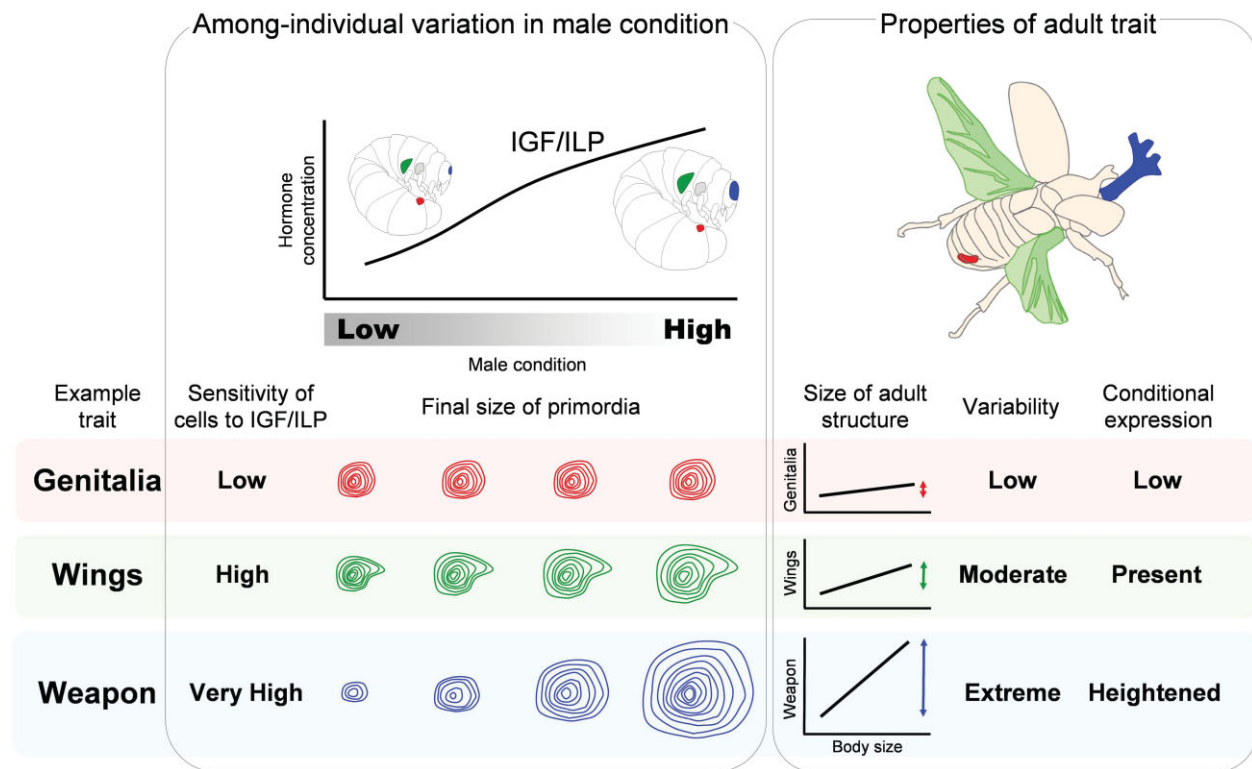 Among-individual variation in male condition
Properties of adult trait
IGF/ILP
Hormone
concentration
Low
High
Male condition
Example
trait
Sensitivity of
cells to IGF/ILP
Final size of primordia
Size of adult
structure
Variability
Conditional
expression
Genitalia
Low
Genitalia
Low
Low
Wings
High
Wings
Moderate
Present
Weapon
Very High
Weapon
Body size
Extreme
Heightened